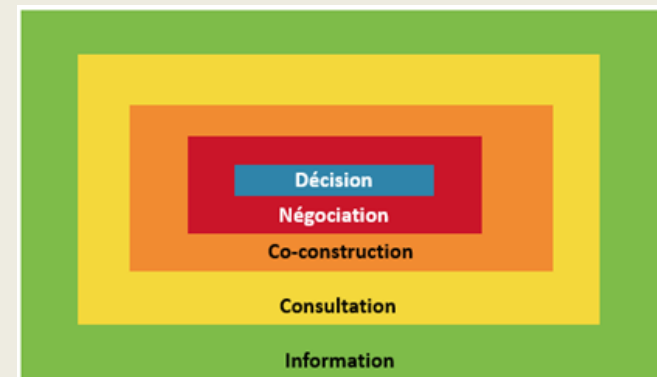 Décision
Négociation
Co-construction
Consultation
Information